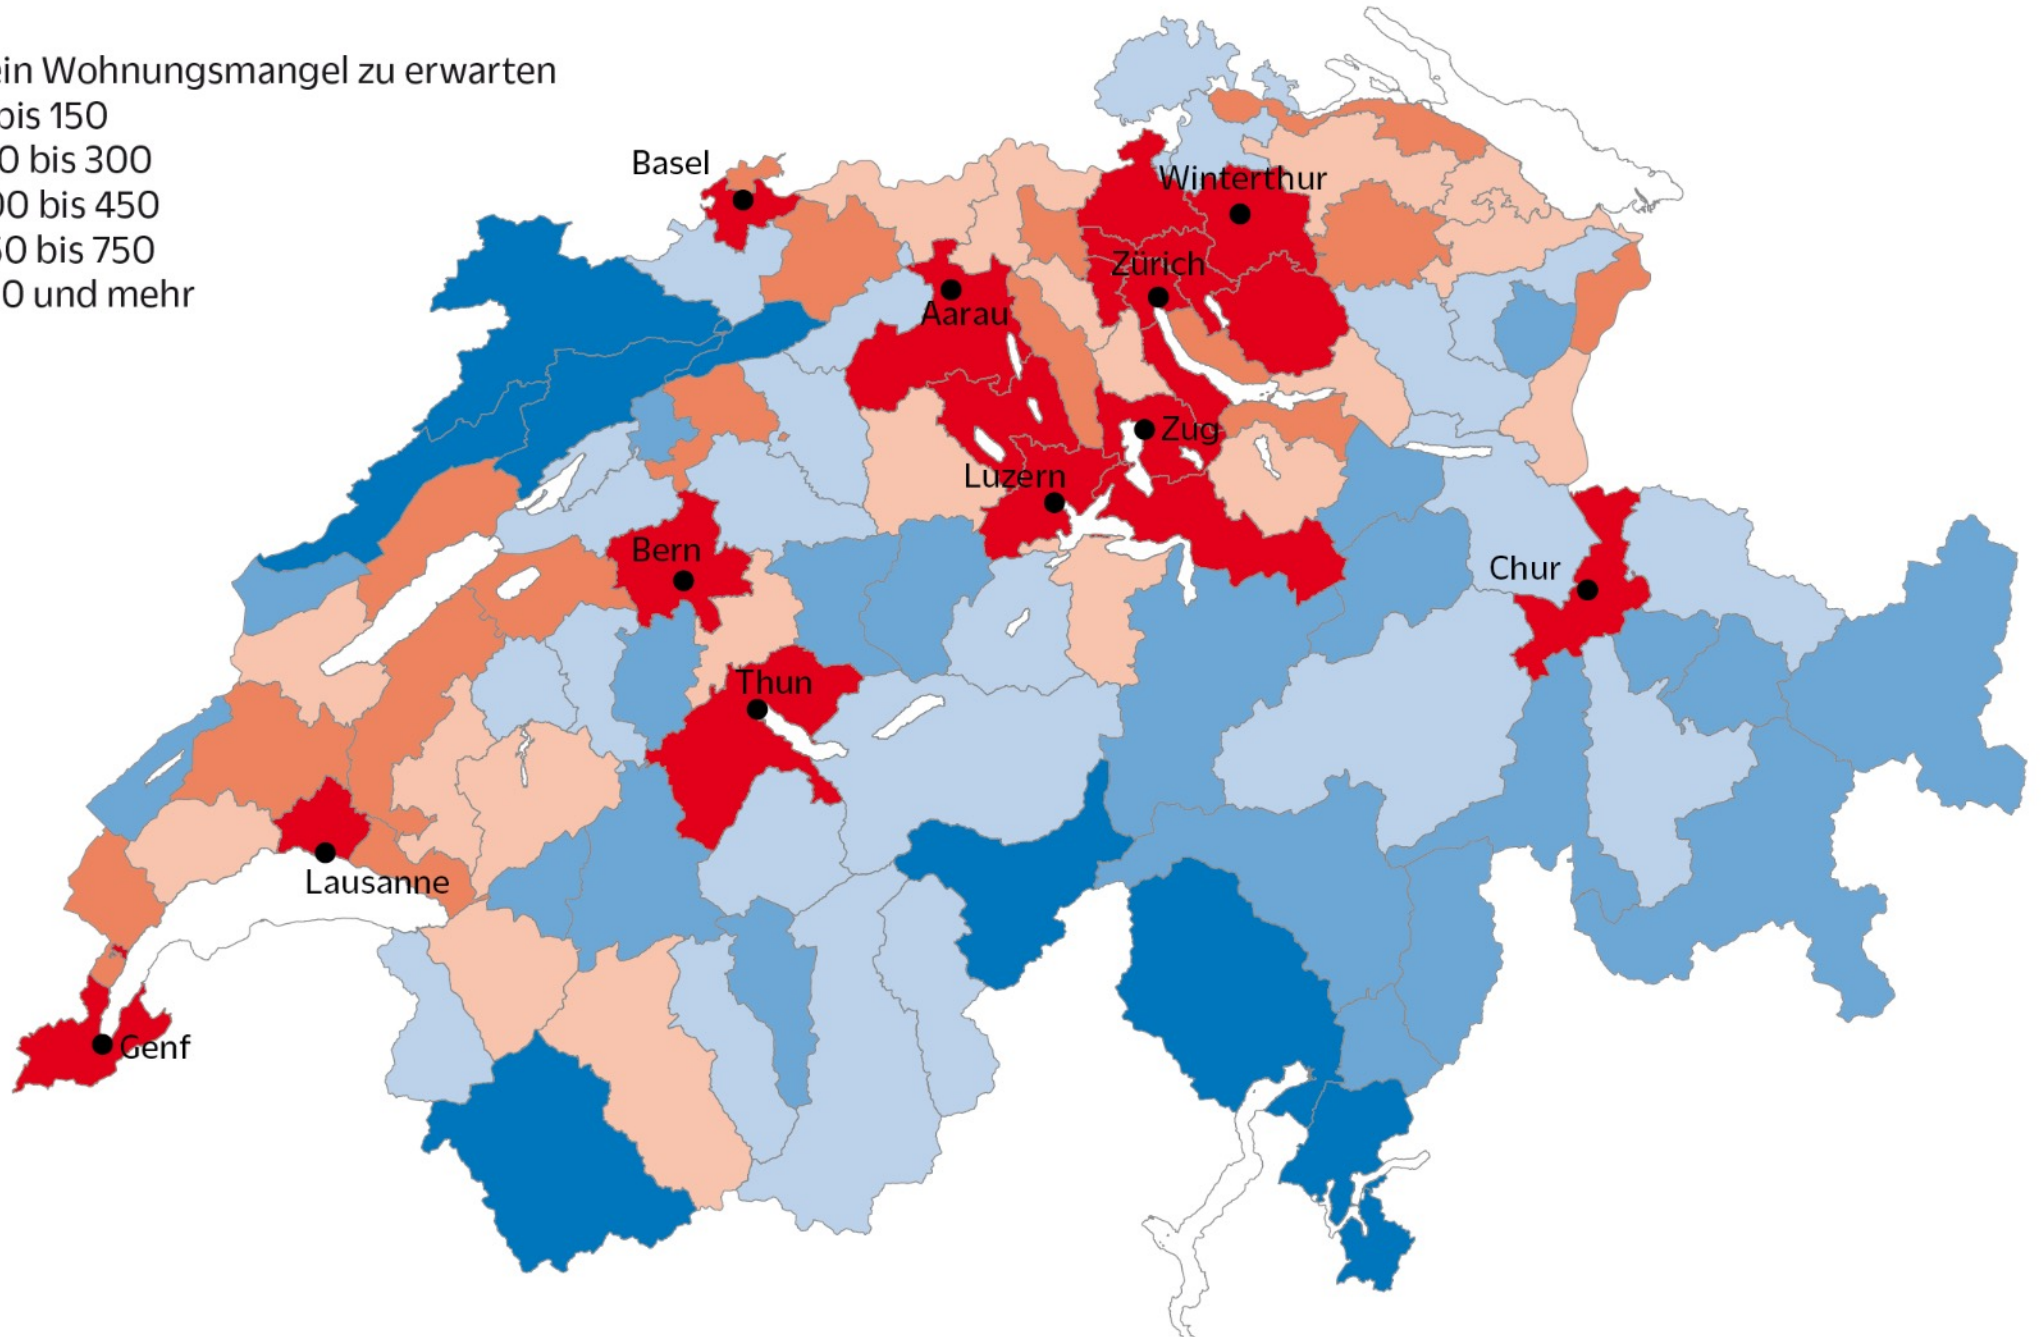 ein Wohnungsmangel zu erwarten
bis 150
0 bis 300
00 bis 450
50 bis 750
0 und mehr
Basel
Winterthur
Zürich
Aarau
Zug
Luzern
Bern
Chur
Thun
Lausanne
Genf